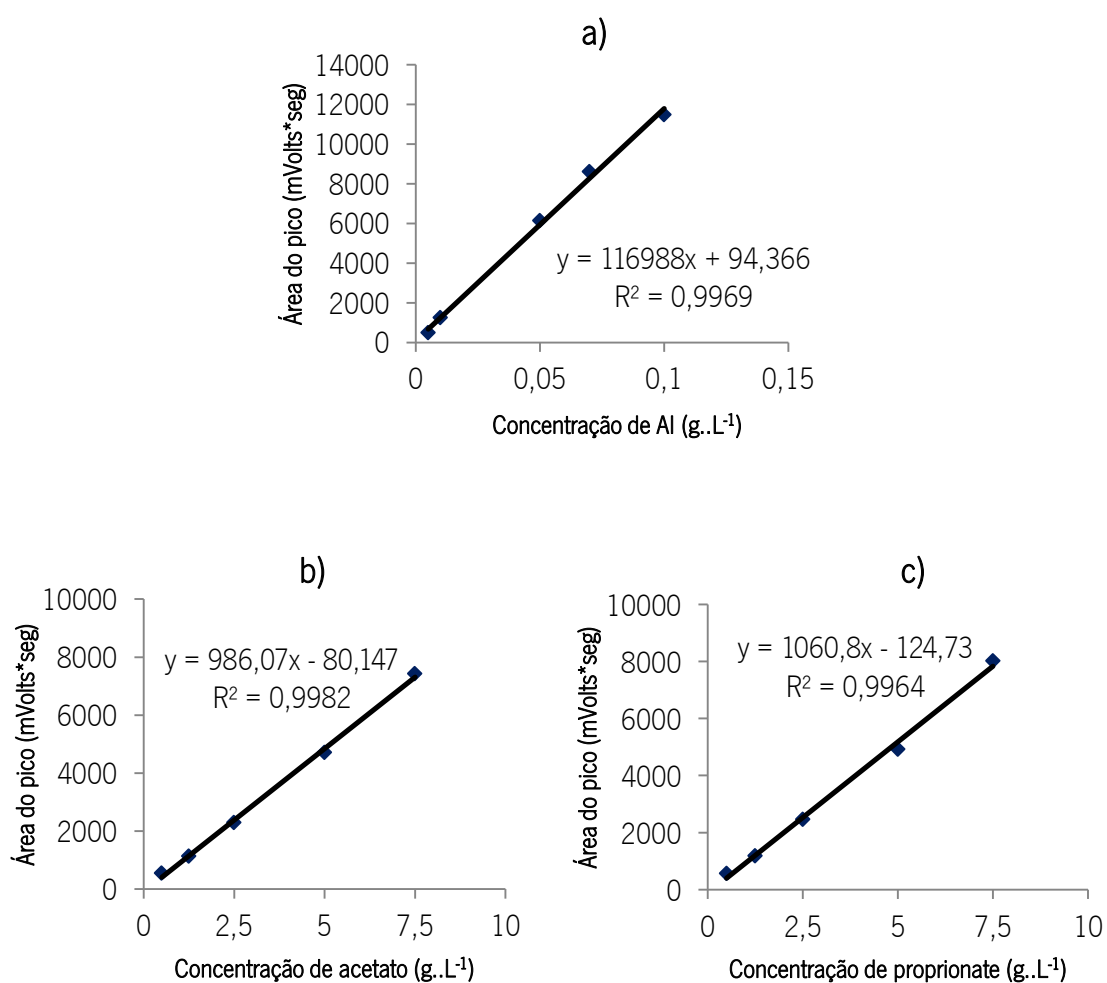 a)
14000
12000
10000
8000
6000
4000
2000
0
Área do pico (mVolts*seg)
y = 116988x + 94,366
R² = 0,9969
0 0,05 0,1 0,15
Concentração de AI (g..L⁻¹)
b)
10000
8000
6000
4000
2000
0
Área do pico (mVolts*seg)
y = 986,07x - 80,147
R² = 0,9982
0 2,5 5 7,5 10
Concentração de acetato (g..L⁻¹)
c)
10000
8000
6000
4000
2000
0
Área do pico (mVolts*seg)
y = 1060,8x - 124,73
R² = 0,9964
0 2,5 5 7,5 10
Concentração de proprionate (g..L⁻¹)